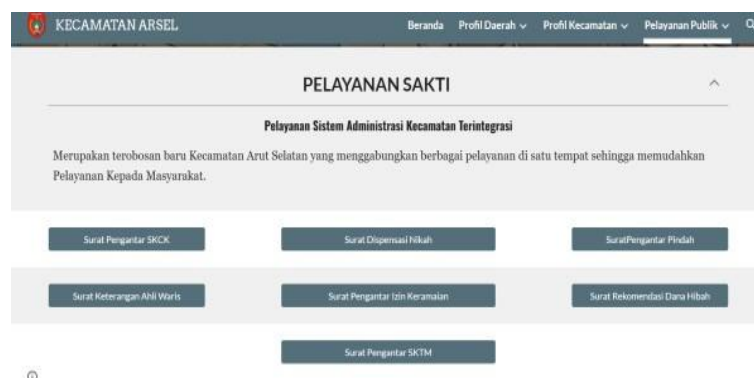 KECAMATAN ARSEL
Beranda Profil Daerah Profil Kecamatan Pelayanan Publik
PELAYANAN SAKTI
Pelayanan Sistem Administrasi Kecamatan Terintegrasi
Merupakan terobosan baru Kecamatan Arut Selatan yang menggabungkan berbagai pelayanan di satu tempat sehingga memudahkan
Pelayanan Kepada Masyarakat.
Surat Pengantar SKCK Surat Dispensasi Nikah SuratPengantar Pindah
Surat Keterangan Ahli Waris Surat Pengantar Izin Keramaian Surat Rekomendasi Dana Hibah
Surat Pengantar SKTM